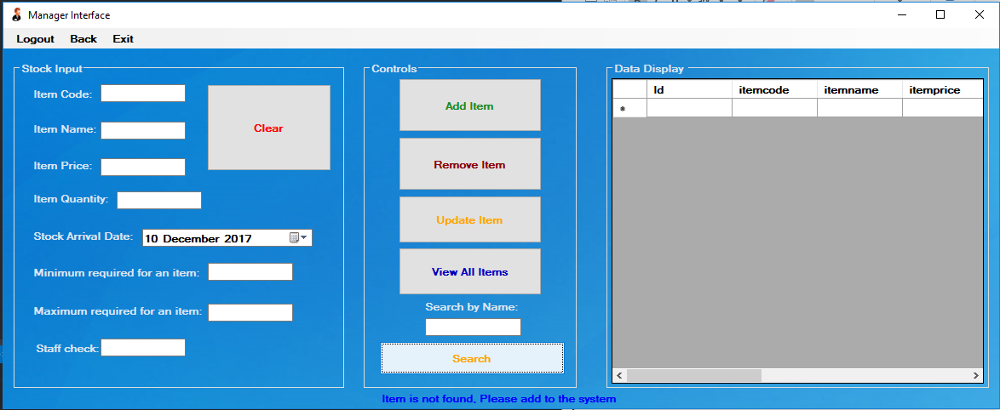 Manager Interface
Logout Back Exit
Stock Input
Item Code:
Item Name:
Item Price:
Item Quantity:
Stock Arrival Date: 10 December 2017
Minimum required for an item:
Maximum required for an item:
Staff check:
Clear
Controls
Add Item
Remove Item
Update Item
View All Items
Search by Name:
Search
Data Display
Id itemcode itemname itemprice
Item is not found, Please add to the system